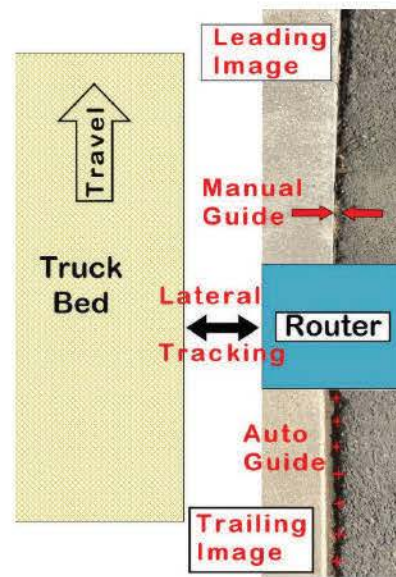 Leading
Image
Travel
Manual
Guide
Truck
Bed
Lateral
Tracking
Router
Auto
Guide
Trailing
Image